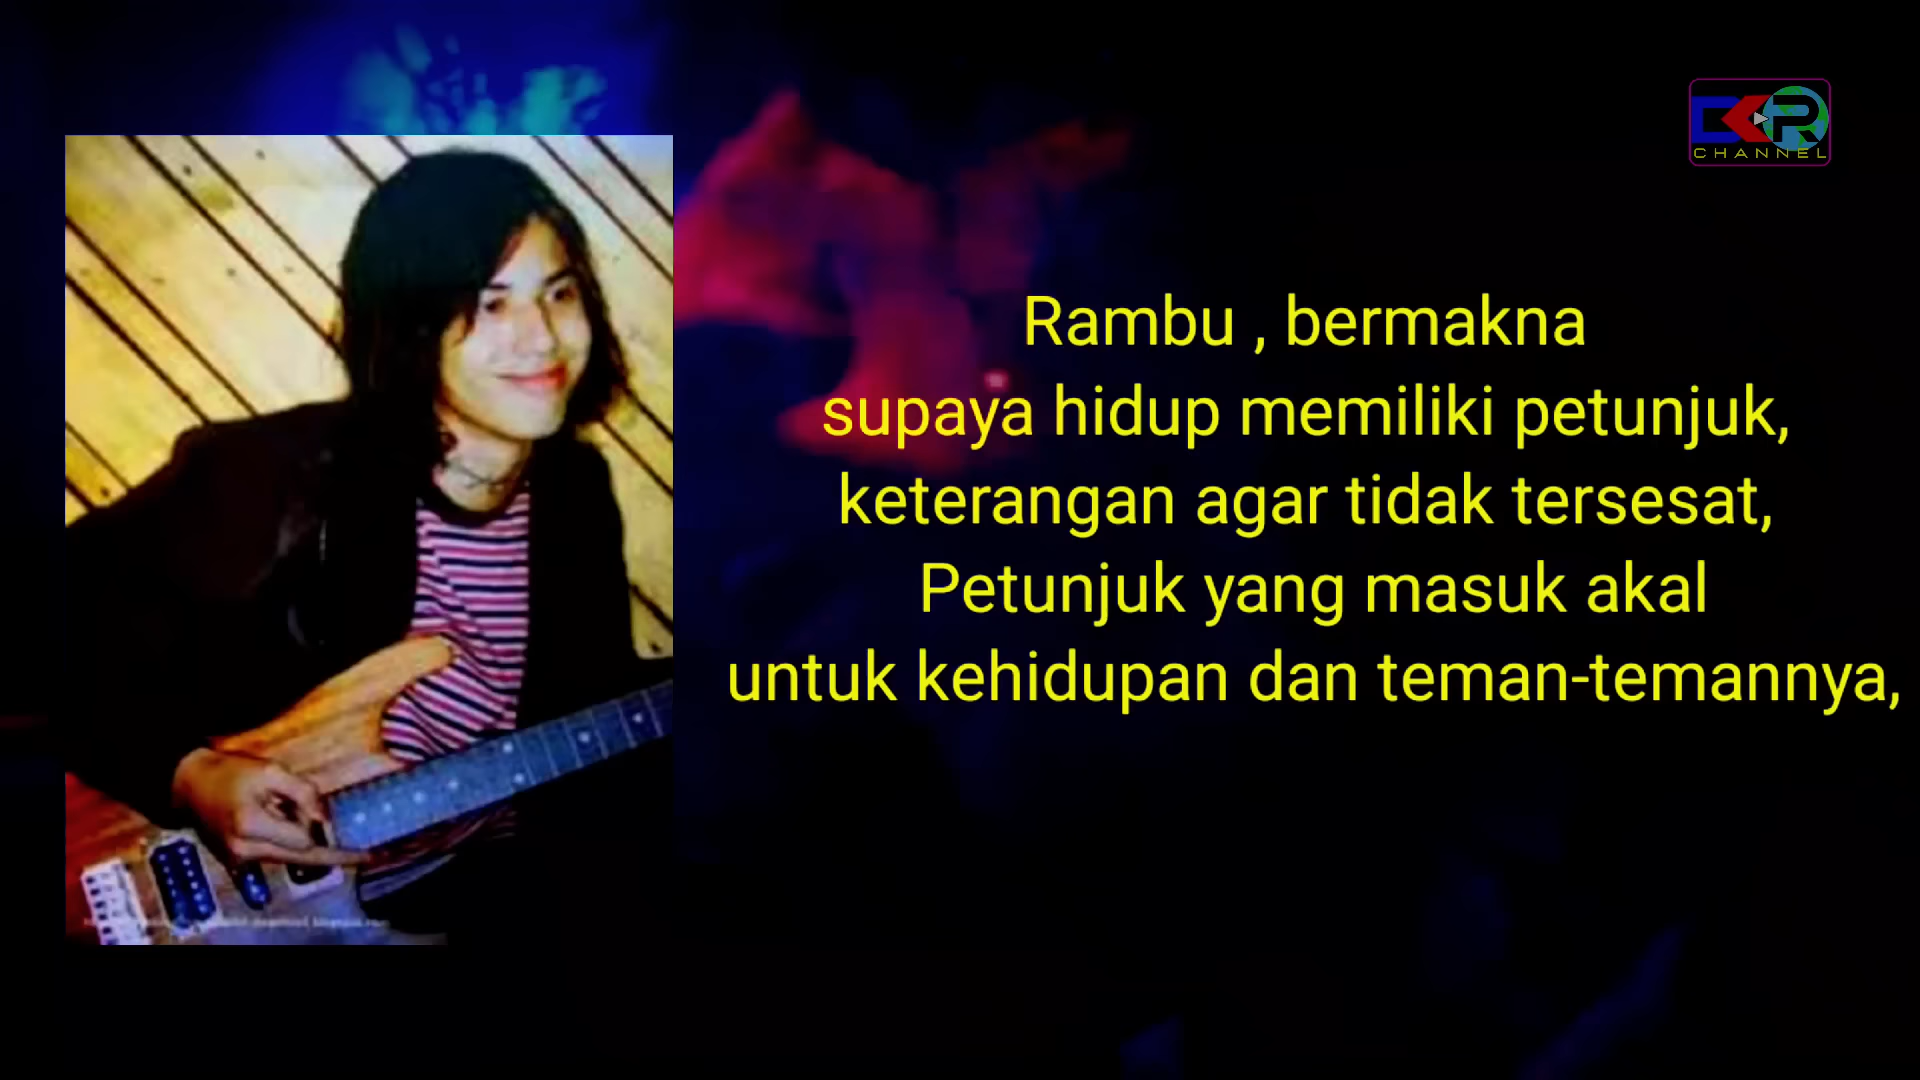 DKR
CHANNEL
Rambu , bermakna
supaya hidup memiliki petunjuk,
keterangan agar tidak tersesat,
Petunjuk yang masuk akal
untuk kehidupan dan teman-temannya,